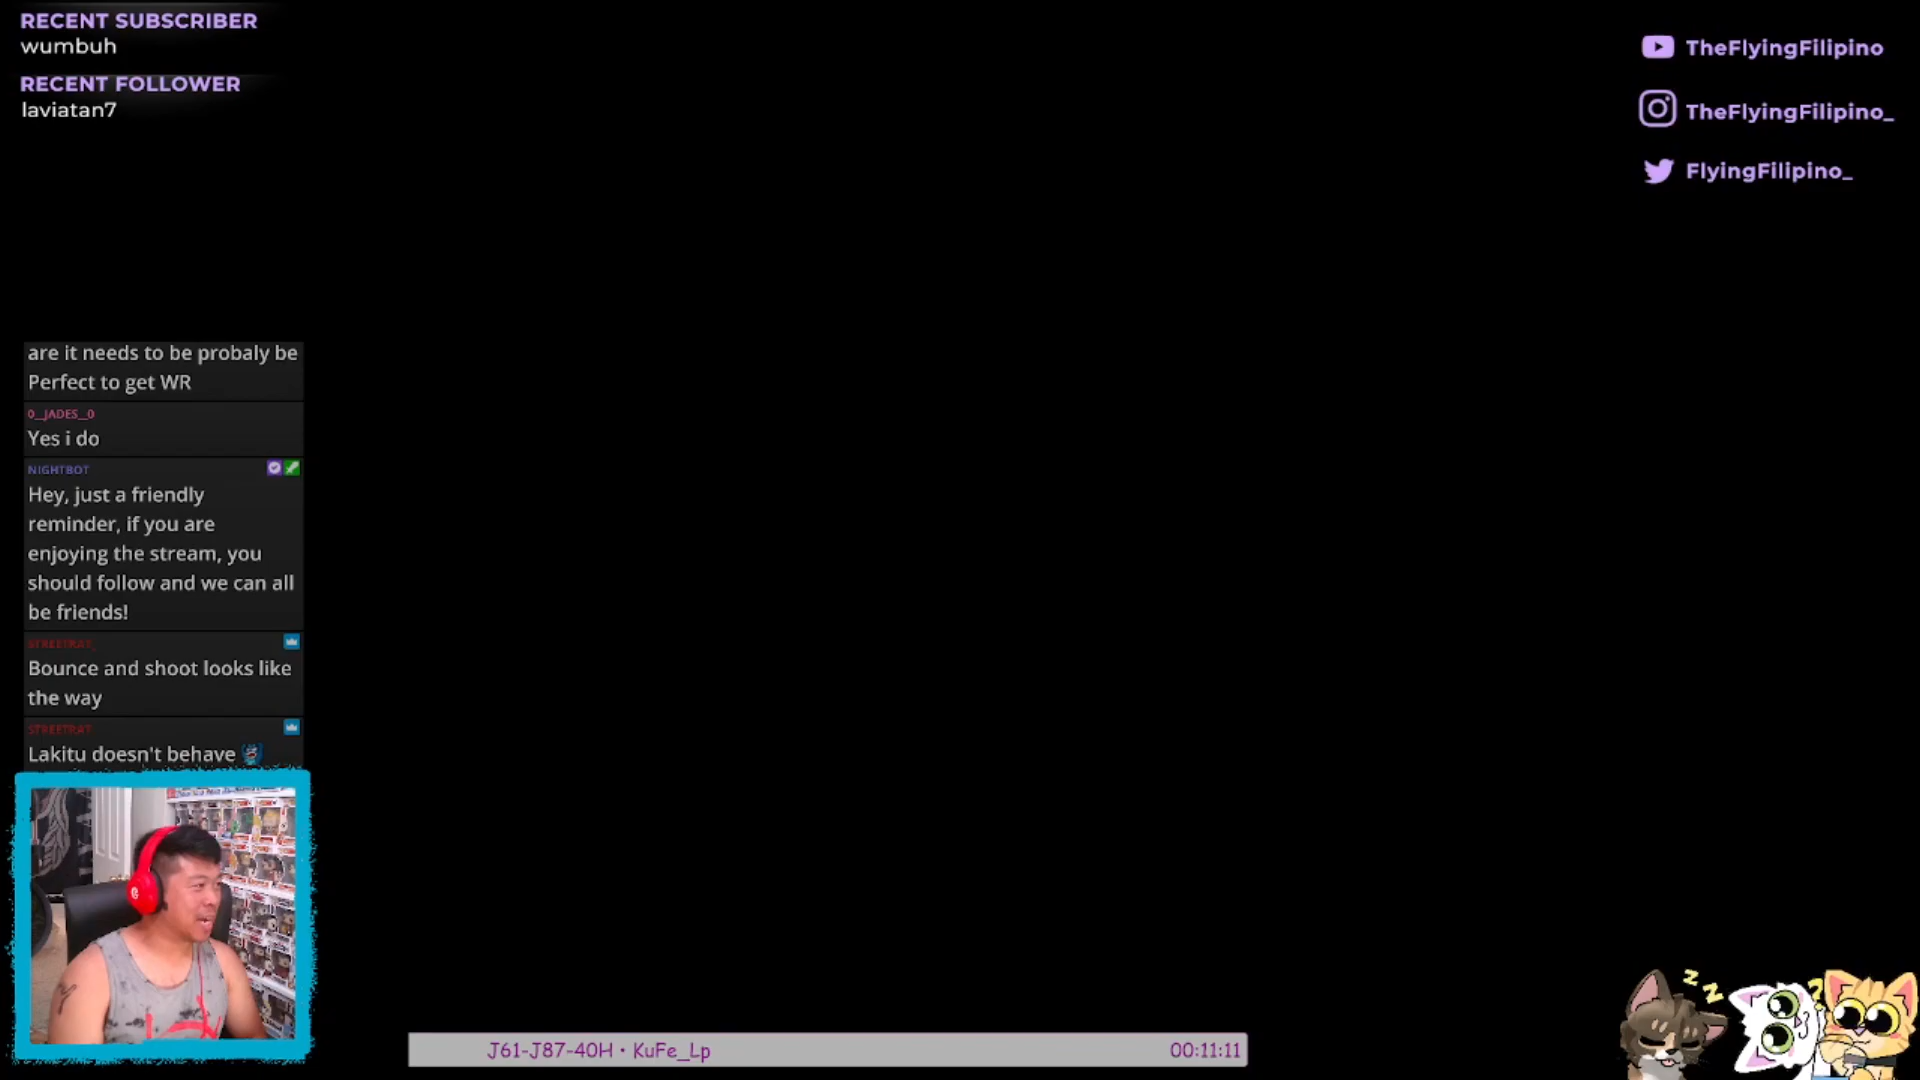 RECENT SUBSCRIBER
wumbuh
RECENT FOLLOWER
laviatan7
TheFlyingFilipino
TheFlyingFilipino_
FlyingFilipino_
are it needs to be probaly be
Perfect to get WR
0_JADES_0
Yes i do
NIGHTBOT
Hey, just a friendly
reminder, if you are
enjoying the stream, you
should follow and we can all
be friends!
STREETRAT_
Bounce and shoot looks like
the way
STREETRAT_
Lakitu doesn't behave
z z
J61-J87-40H • KuFe_Lp
00:11:11